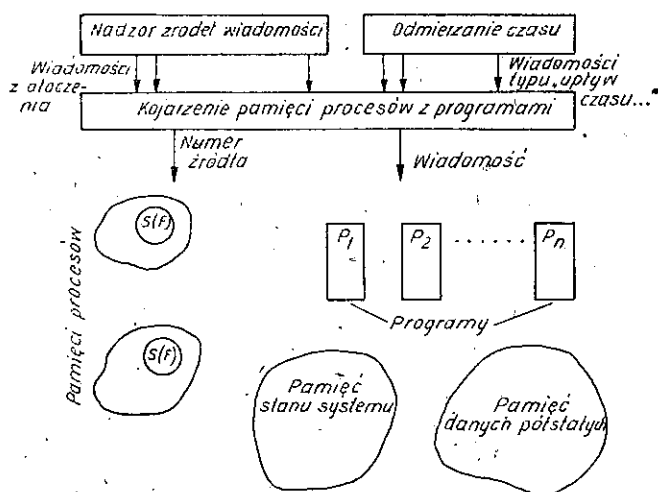 Nadzór źródeł wiadomości
Odmierzanie czasu
Wiadomości
z otocze-
nia
Wiadomości
typu „upływ
czasu..."
Kojarzenie pamięci procesów z programami
Numer
źródła
Wiadomość
Pamięci procesów
S(F)
S(F)
P1
P2
......
Pn
Programy
Pamięć
stanu systemu
Pamięć
danych półstałych